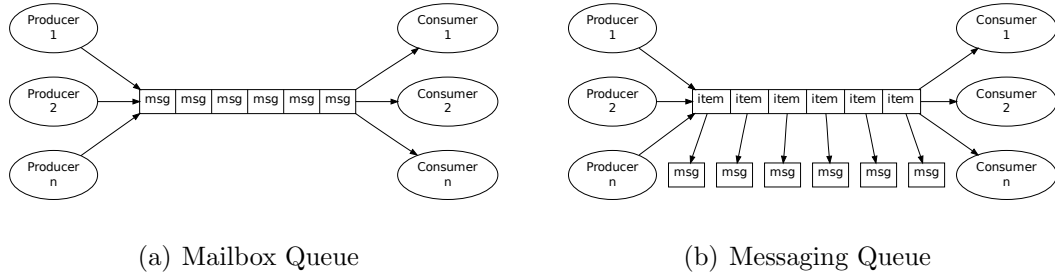 Producer
1
Consumer
1
Producer
2
msg msg msg msg msg msg
Consumer
2
Producer
n
Consumer
n
(a) Mailbox Queue
Producer
1
Consumer
1
Producer
2
item item item item item item
Consumer
2
Producer
n
msg msg msg msg msg msg
Consumer
n
(b) Messaging Queue